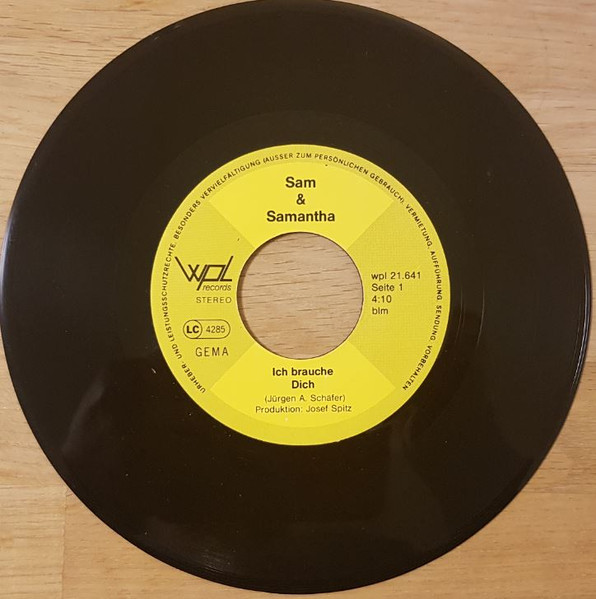 URHEBER- UND LEISTUNGSSCHUTZRECHTE, BESONDERS VERVIELFÄLTIGUNG (AUSSER ZUM PERSÖNLICHEN GEBRAUCH), VERMIETUNG, AUFFÜHRUNG, SENDUNG, VORBEHALTEN
Sam
&
Samantha
wpl
records
STEREO
LC 4285
GEMA
wpl 21.641
Seite 1
4:10
blm
Ich brauche
Dich
(Jürgen A. Schäfer)
Produktion: Josef Spitz